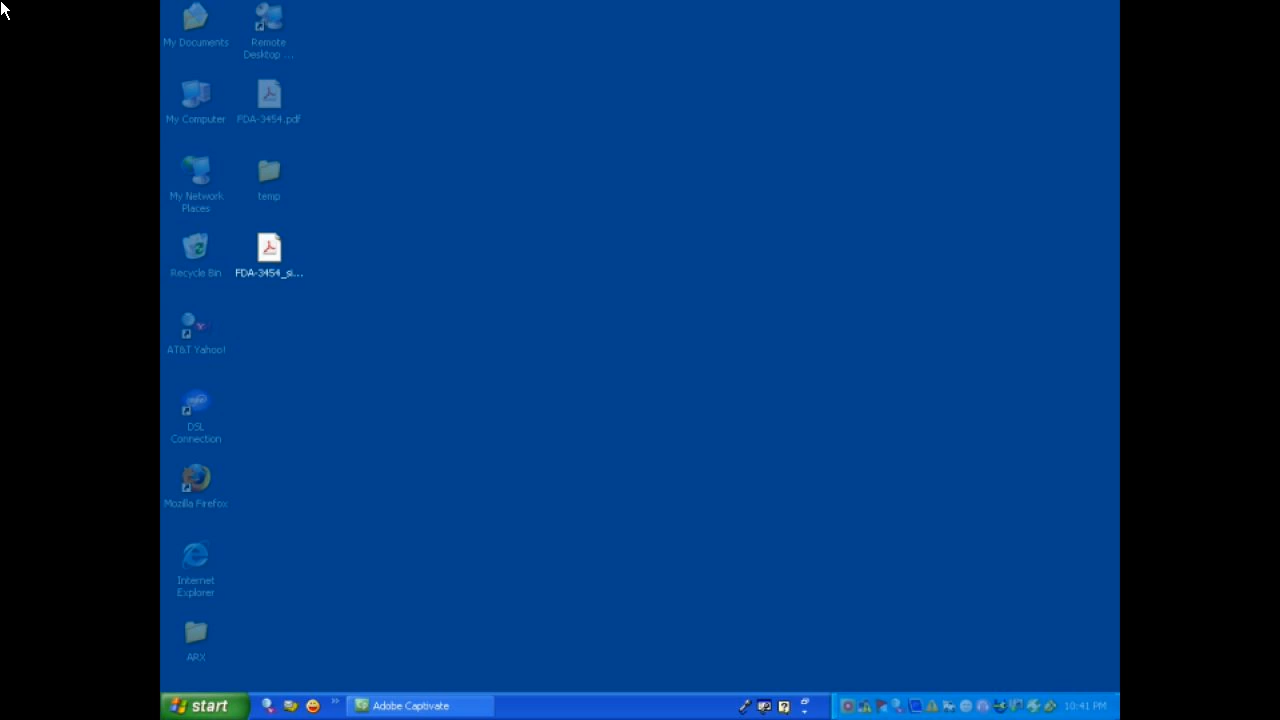 My Documents
Remote
Desktop ...
My Computer
FDA-3454.pdf
My Network
Places
temp
Recycle Bin
FDA-3454_si...
AT&T Yahoo!
DSL
Connection
Mozilla Firefox
Internet
Explorer
ARX
start
Adobe Captivate
10:41 PM